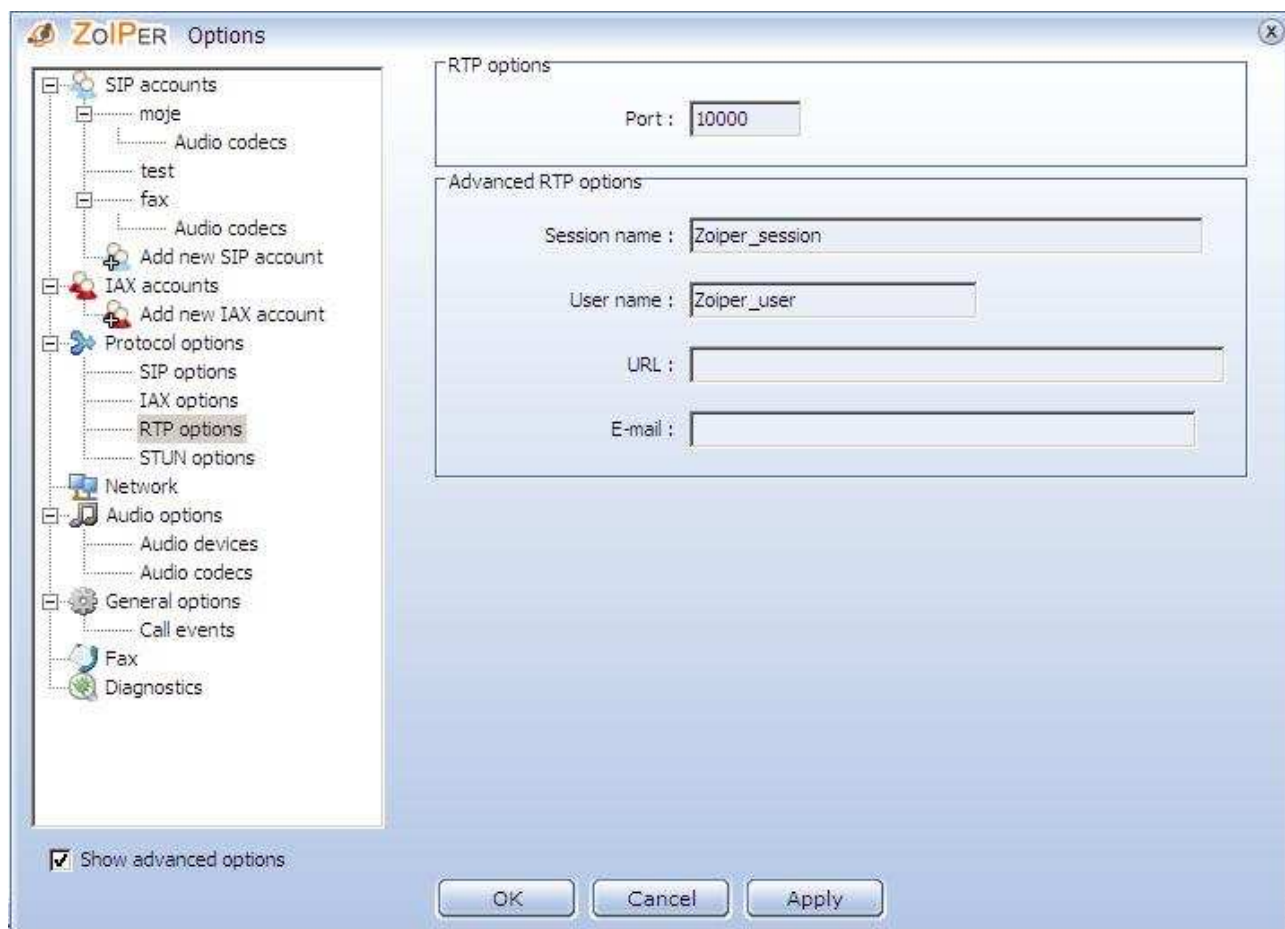 ZOIPER Options
SIP accounts
moje
Audio codecs
test
fax
Audio codecs
Add new SIP account
IAX accounts
Add new IAX account
Protocol options
SIP options
IAX options
RTP options
STUN options
Network
Audio options
Audio devices
Audio codecs
General options
Call events
Fax
Diagnostics
Show advanced options
RTP options
Port : 10000
Advanced RTP options
Session name : Zoiper_session
User name : Zoiper_user
URL :
E-mail :
OK Cancel Apply